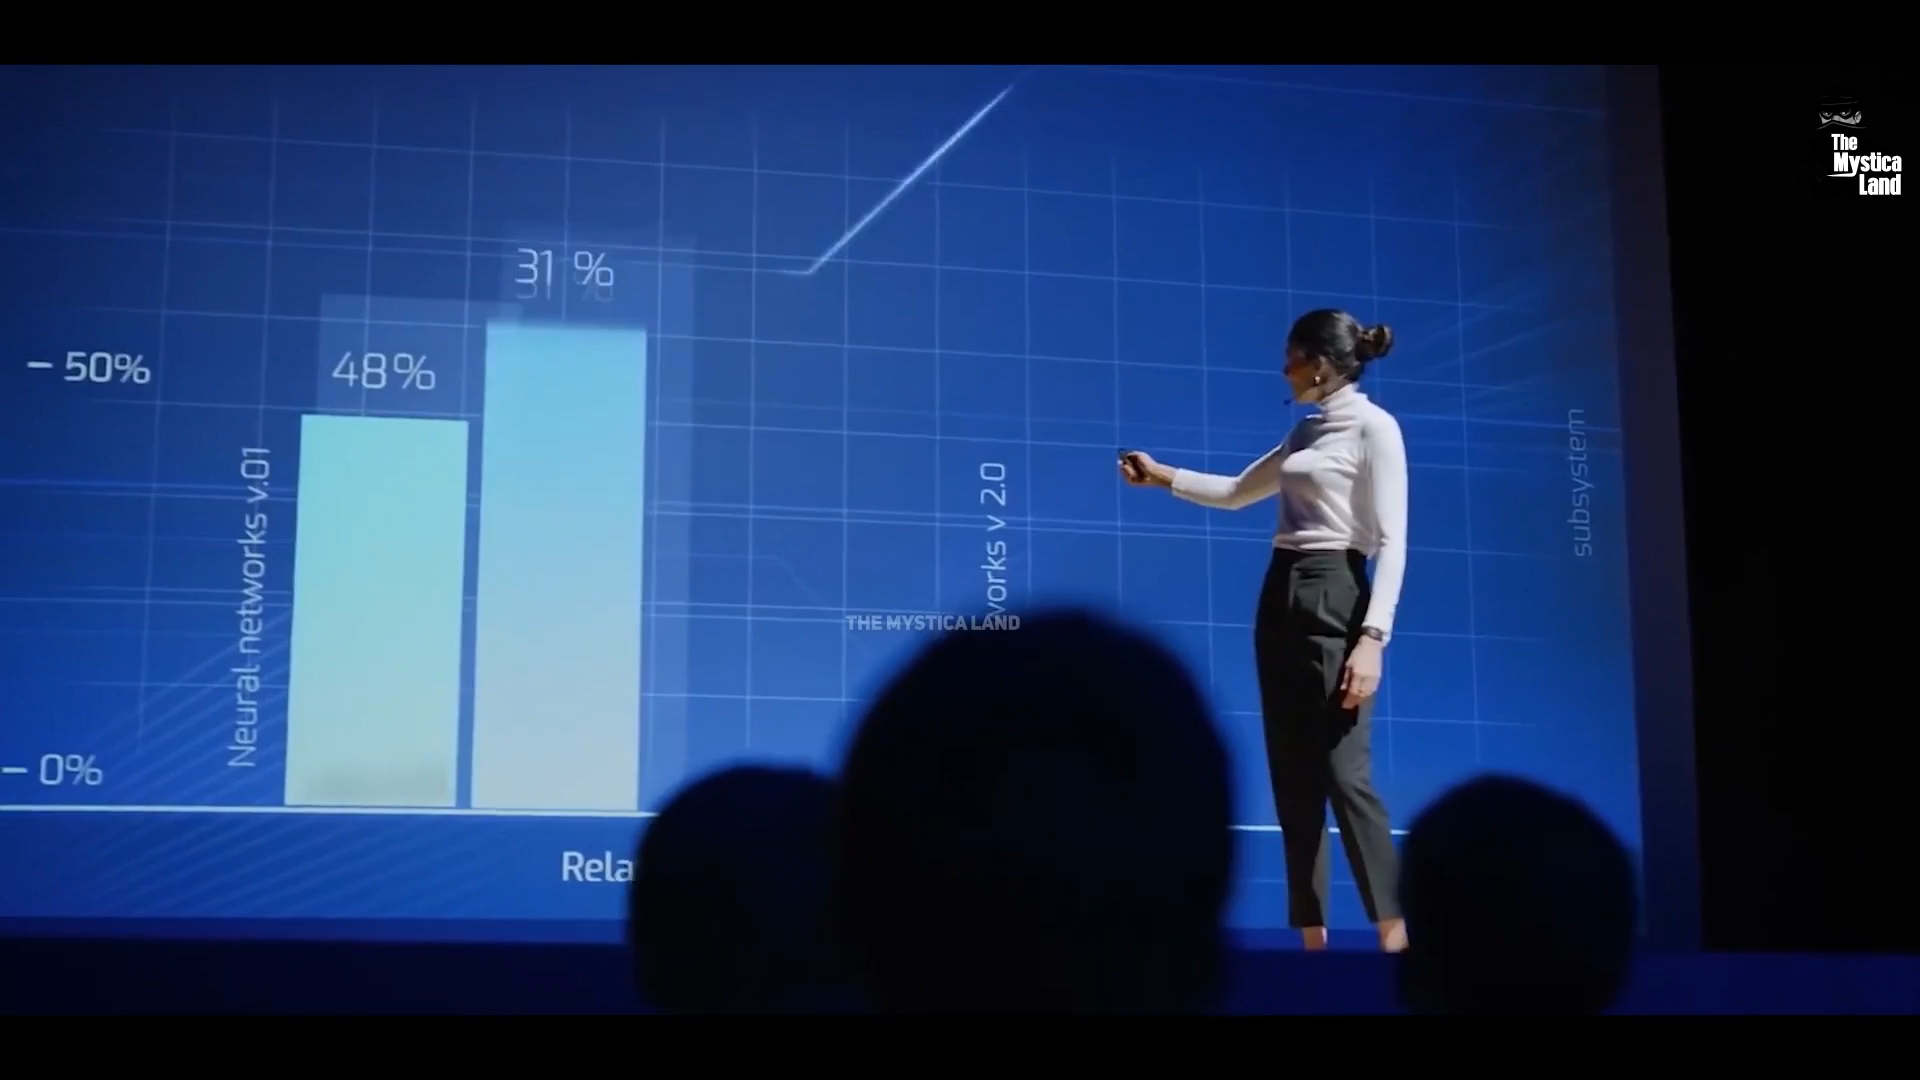 The
Mystica
Land
31 %
48%
– 50%
Neural networks v.01
works v 2.0
subsystem
THE MYSTICA LAND
– 0%
Rela